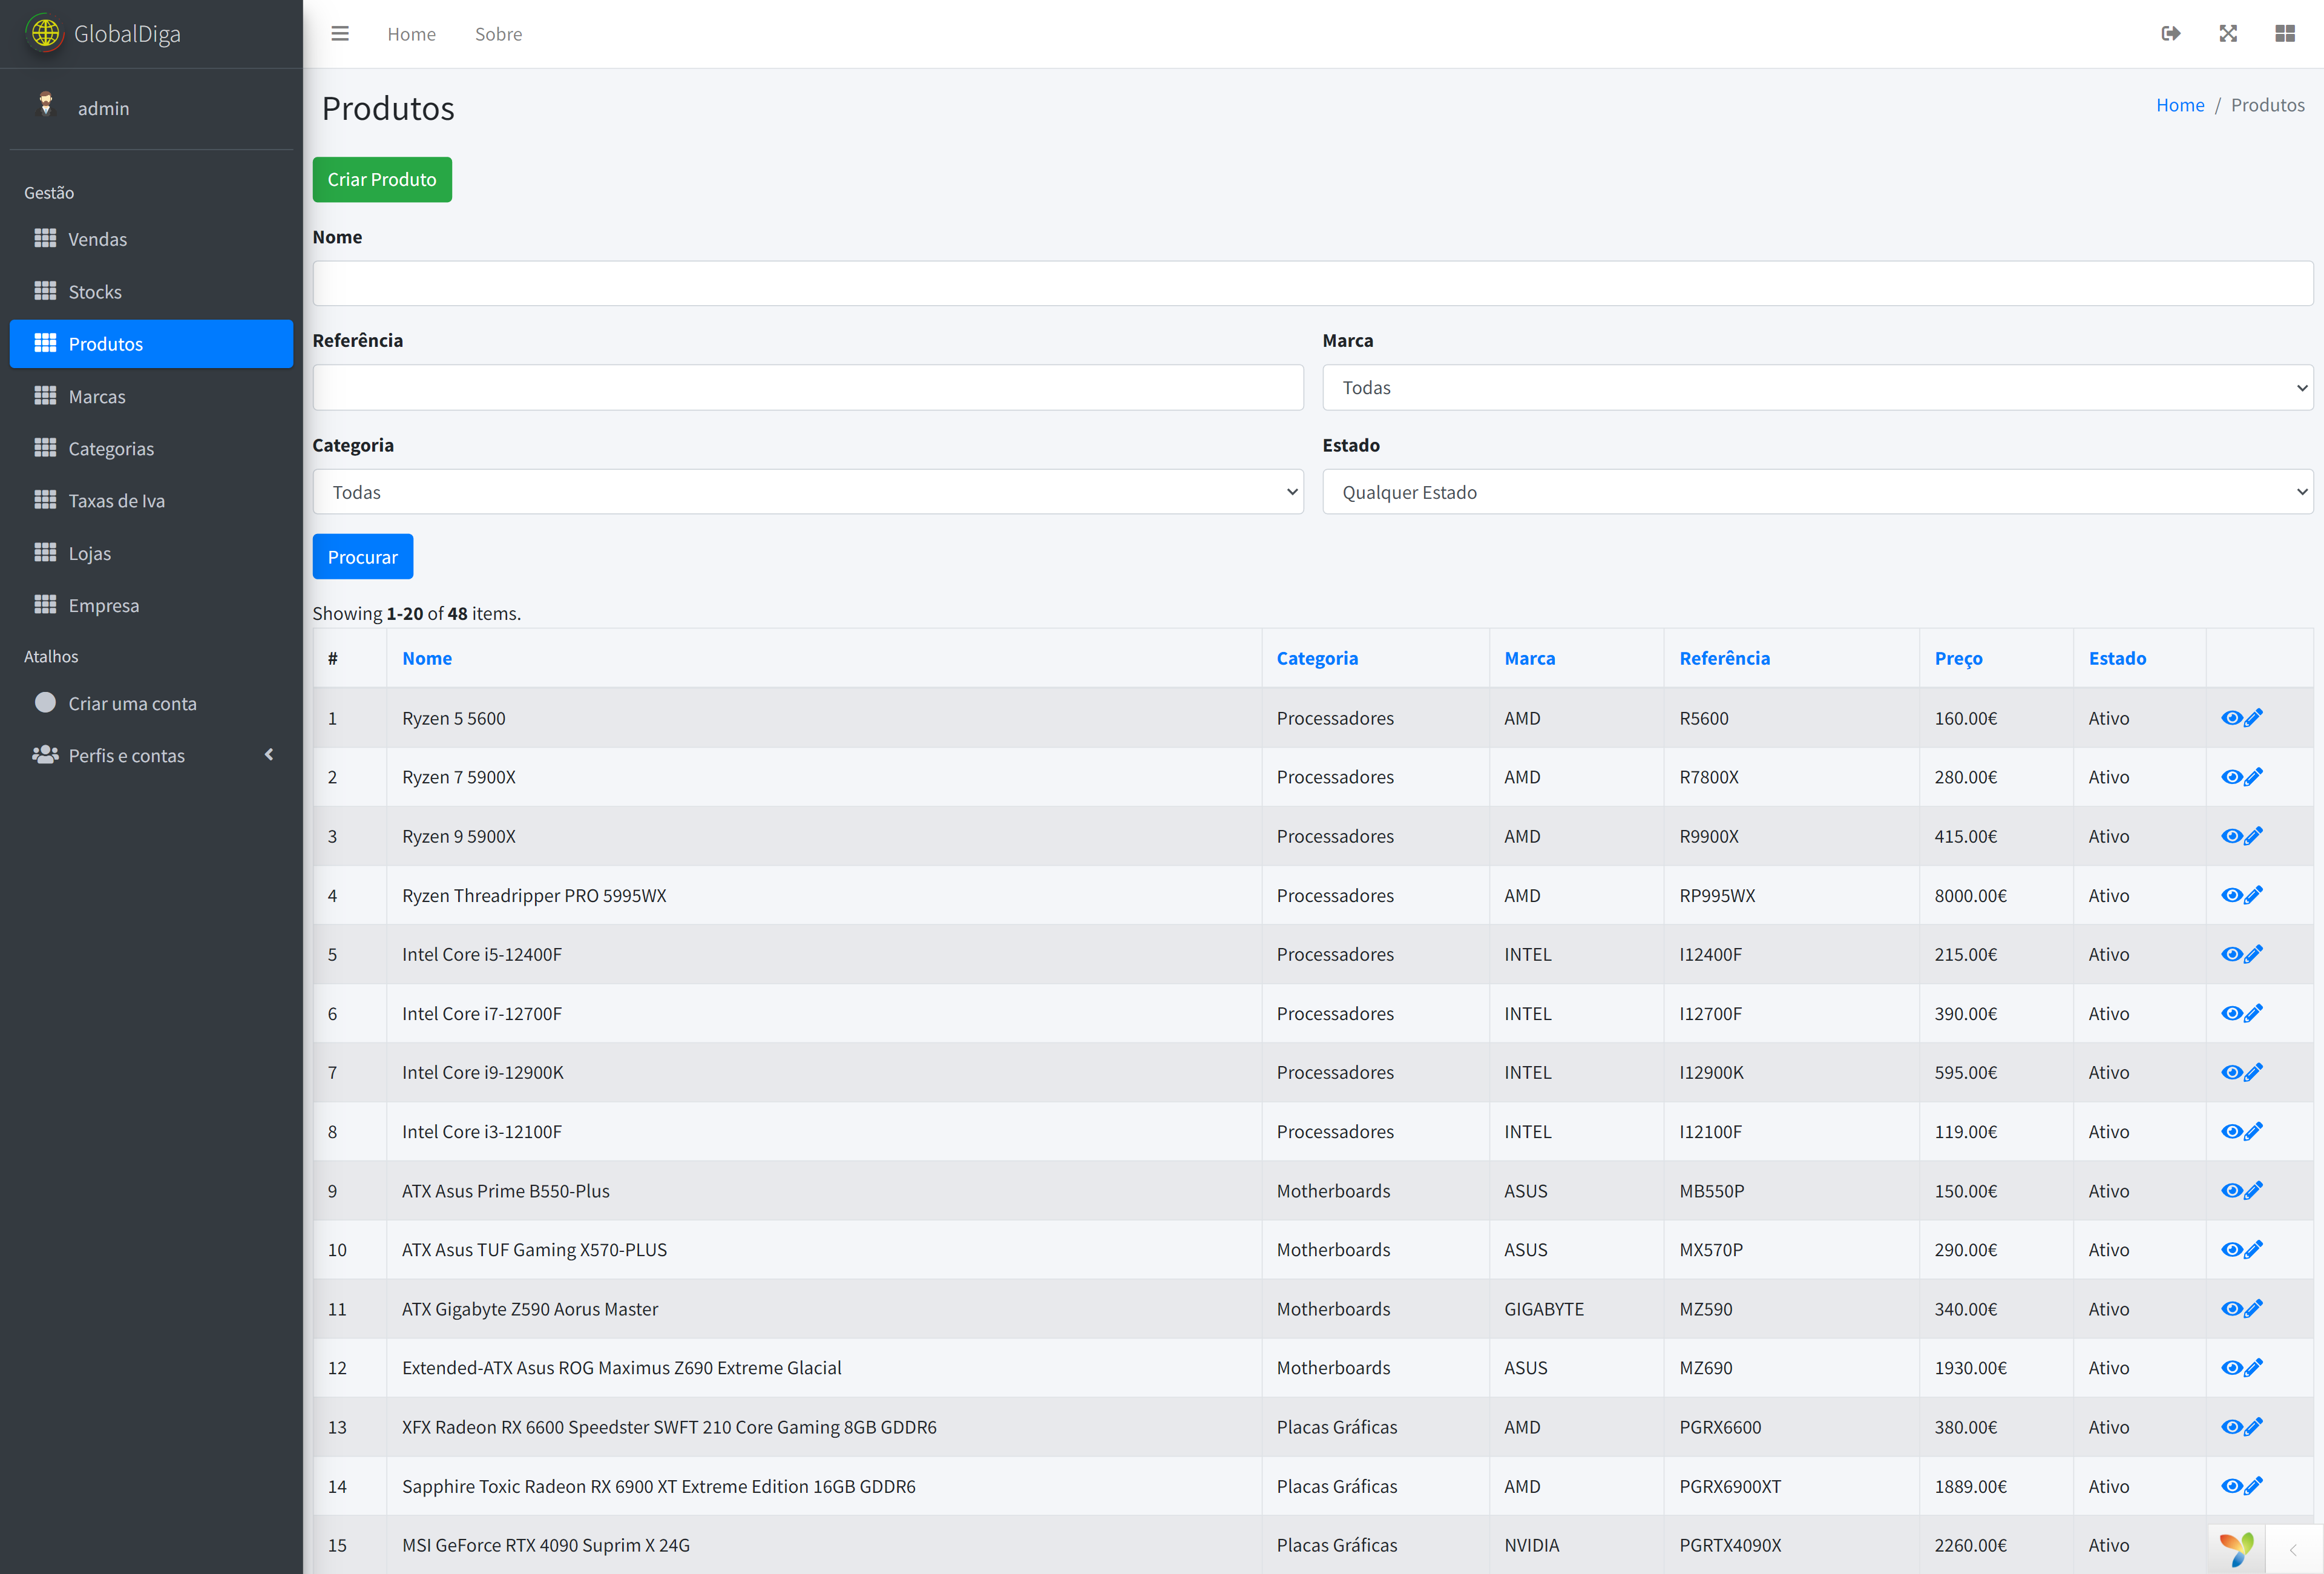 GlobalDiga
Home
Sobre
admin
Produtos
Home / Produtos
Gestão
Vendas
Stocks
Produtos
Marcas
Categorias
Taxas de Iva
Lojas
Empresa
Atalhos
Criar uma conta
Perfis e contas
Criar Produto
Nome
Referência
Marca
Todas
Categoria
Estado
Todas
Qualquer Estado
Procurar
Showing 1-20 of 48 items.
# Nome Categoria Marca Referência Preço Estado
1 Ryzen 5 5600 Processadores AMD R5600 160.00€ Ativo
2 Ryzen 7 5900X Processadores AMD R7800X 280.00€ Ativo
3 Ryzen 9 5900X Processadores AMD R9900X 415.00€ Ativo
4 Ryzen Threadripper PRO 5995WX Processadores AMD RP995WX 8000.00€ Ativo
5 Intel Core i5-12400F Processadores INTEL I12400F 215.00€ Ativo
6 Intel Core i7-12700F Processadores INTEL I12700F 390.00€ Ativo
7 Intel Core i9-12900K Processadores INTEL I12900K 595.00€ Ativo
8 Intel Core i3-12100F Processadores INTEL I12100F 119.00€ Ativo
9 ATX Asus Prime B550-Plus Motherboards ASUS MB550P 150.00€ Ativo
10 ATX Asus TUF Gaming X570-PLUS Motherboards ASUS MX570P 290.00€ Ativo
11 ATX Gigabyte Z590 Aorus Master Motherboards GIGABYTE MZ590 340.00€ Ativo
12 Extended-ATX Asus ROG Maximus Z690 Extreme Glacial Motherboards ASUS MZ690 1930.00€ Ativo
13 XFX Radeon RX 6600 Speedster SWFT 210 Core Gaming 8GB GDDR6 Placas Gráficas AMD PGRX6600 380.00€ Ativo
14 Sapphire Toxic Radeon RX 6900 XT Extreme Edition 16GB GDDR6 Placas Gráficas AMD PGRX6900XT 1889.00€ Ativo
15 MSI GeForce RTX 4090 Suprim X 24G Placas Gráficas NVIDIA PGRTX4090X 2260.00€ Ativo